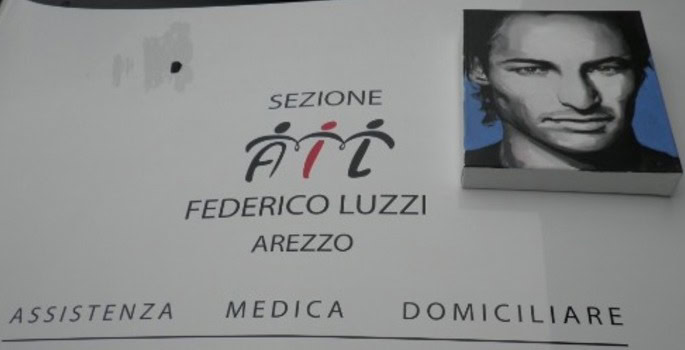 SEZIONE
AIL
FEDERICO LUZZI
AREZZO
ASSISTENZA MEDICA DOMICILIARE